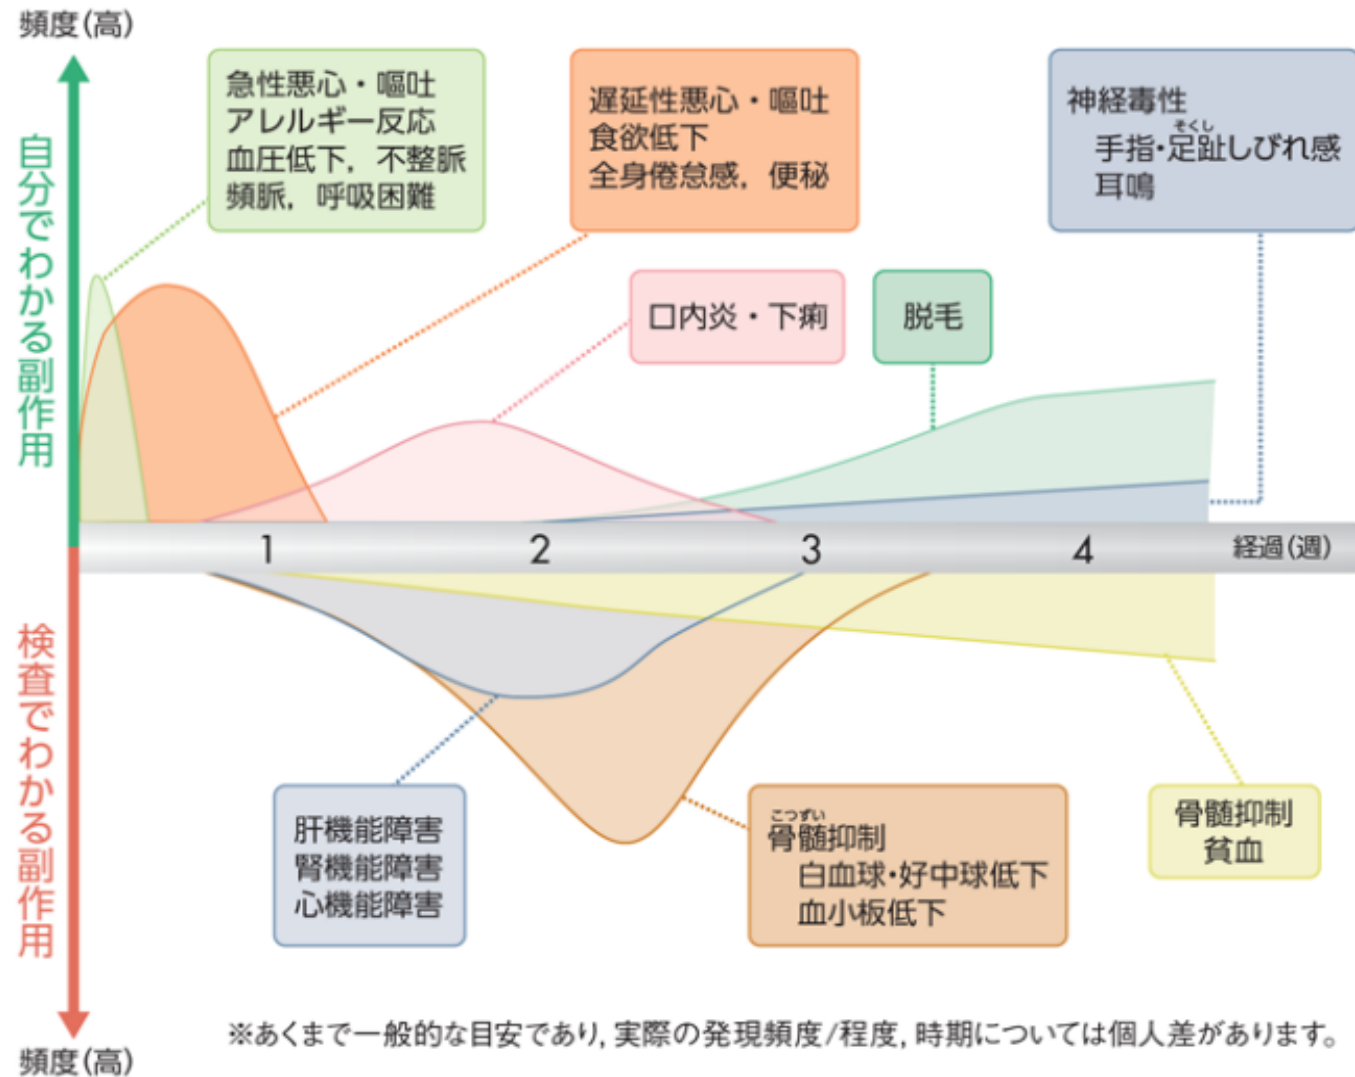 頻度(高)
自分でわかる副作用
急性悪心・嘔吐
アレルギー反応
血圧低下，不整脈
頻脈，呼吸困難
遅延性悪心・嘔吐
食欲低下
全身倦怠感，便秘
神経毒性
そくし
手指・足趾しびれ感
耳鳴
口内炎・下痢
脱毛
1 2 3 4 経過(週)
検査でわかる副作用
肝機能障害
腎機能障害
心機能障害
こつずい
骨髄抑制
白血球・好中球低下
血小板低下
骨髄抑制
貧血
※あくまで一般的な目安であり，実際の発現頻度/程度，時期については個人差があります。
頻度(高)